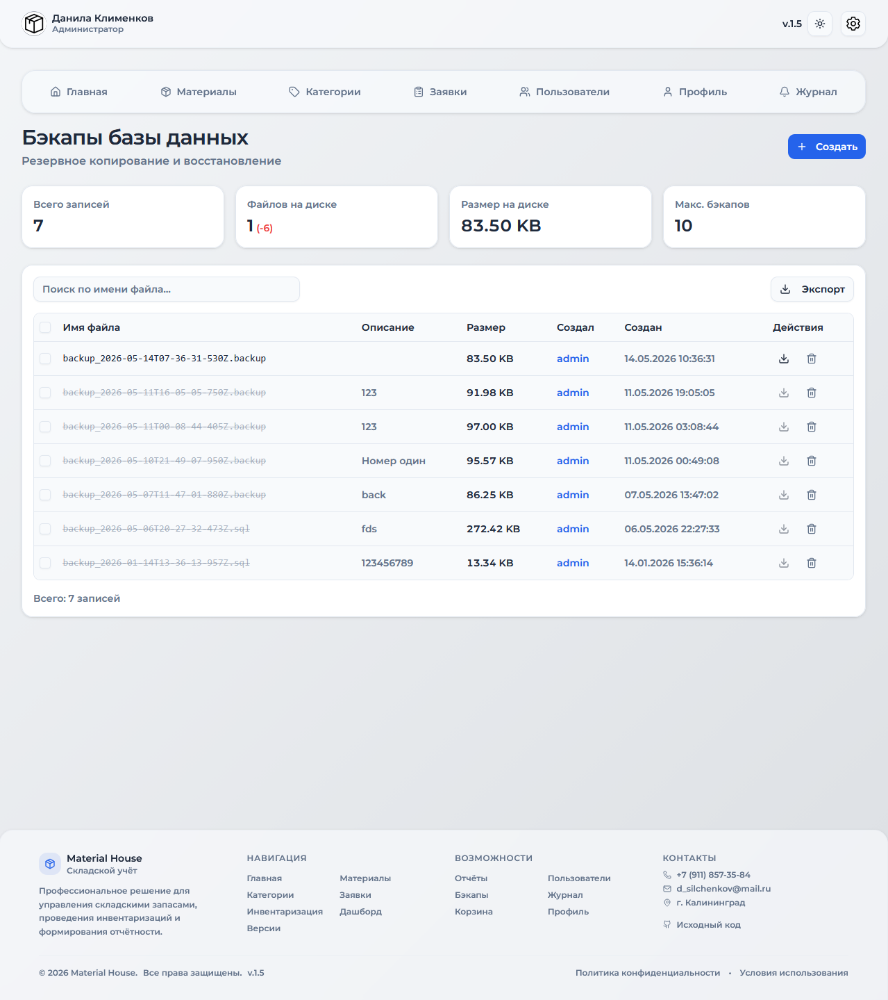 Данила Клименков
Администратор
v.1.5
Главная
Материалы
Категории
Заявки
Пользователи
Профиль
Журнал
Бэкапы базы данных
Резервное копирование и восстановление
Создать
Всего записей
7
Файлов на диске
1 (-6)
Размер на диске
83.50 KB
Макс. бэкапов
10
Поиск по имени файла...
Экспорт
Имя файла Описание Размер Создал Создан Действия
backup_2026-05-14T07-36-31-530Z.backup 83.50 KB admin 14.05.2026 10:36:31
backup_2026-05-11T16-05-05-750Z.backup 123 91.98 KB admin 11.05.2026 19:05:05
backup_2026-05-11T00-08-44-405Z.backup 123 97.00 KB admin 11.05.2026 03:08:44
backup_2026-05-10T21-49-07-950Z.backup Номер один 95.57 KB admin 11.05.2026 00:49:08
backup_2026-05-07T11-47-01-880Z.backup back 86.25 KB admin 07.05.2026 13:47:02
backup_2026-05-06T20-27-32-473Z.sql fds 272.42 KB admin 06.05.2026 22:27:33
backup_2026-01-14T13-36-13-957Z.sql 123456789 13.34 KB admin 14.01.2026 15:36:14
Всего: 7 записей
Material House
Складской учёт
Профессиональное решение для
управления складскими запасами,
проведения инвентаризаций и
формирования отчётности.
НАВИГАЦИЯ
Главная Материалы
Категории Заявки
Инвентаризация Дашборд
Версии
ВОЗМОЖНОСТИ
Отчёты Пользователи
Бэкапы Журнал
Корзина Профиль
КОНТАКТЫ
+7 (911) 857-35-84
d_silchenkov@mail.ru
г. Калининград
Исходный код
© 2026 Material House. Все права защищены. v.1.5
Политика конфиденциальности • Условия использования